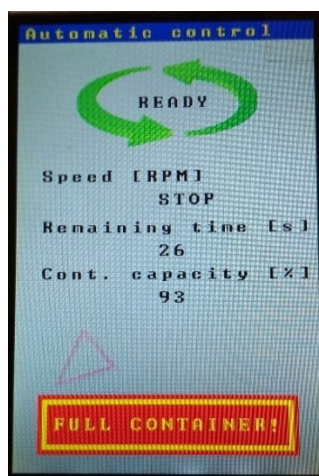 Automatic control
READY
Speed [RPM]
STOP
Remaining time [s]
26
Cont. capacity [%]
93
FULL CONTAINER!